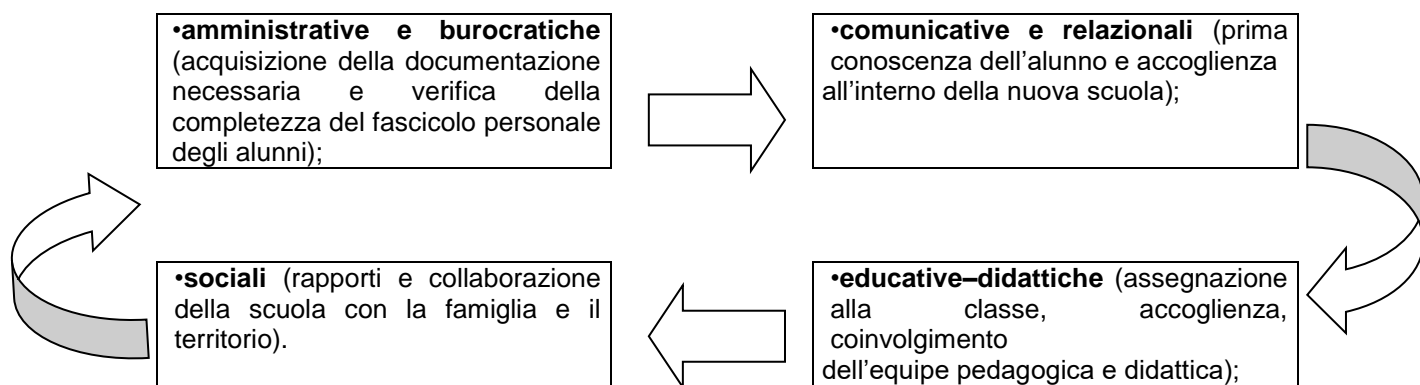 •amministrative e burocratiche
(acquisizione della documentazione
necessaria e verifica della
completezza del fascicolo personale
degli alunni);
•comunicative e relazionali (prima
conoscenza dell'alunno e accoglienza
all'interno della nuova scuola);
•educative–didattiche (assegnazione
alla classe, accoglienza,
coinvolgimento
dell'equipe pedagogica e didattica);
•sociali (rapporti e collaborazione
della scuola con la famiglia e il
territorio).